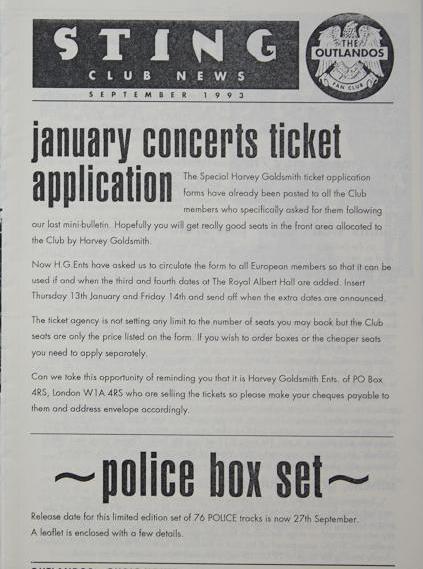 STING
CLUB NEWS
SEPTEMBER 1993
THE
OUTLANDOS
FAN CLUB
january concerts ticket
application
The Special Harvey Goldsmith ticket application
forms have already been posted to all the Club
members who specifically asked for them following
our last mini-bulletin. Hopefully you will get really good seats in the front area allocated to
the Club by Harvey Goldsmith.
Now H.G.Ents have asked us to circulate the form to all European members so that it can be
used if and when the third and fourth dates at The Royal Albert Hall are added. Insert
Thursday 13th January and Friday 14th and send off when the extra dates are announced.
The ticket agency is not setting any limit to the number of seats you may book but the Club
seats are only the price listed on the form. If you wish to order boxes or the cheaper seats
you need to apply separately.
Can we take this opportunity of reminding you that it is Harvey Goldsmith Ents. of PO Box
4RS, London W1A 4RS who are selling the tickets so please make your cheques payable to
them and address envelope accordingly.
~police box set~
Release date for this limited edition set of 76 POLICE tracks is now 27th September.
A leaflet is enclosed with a few details.